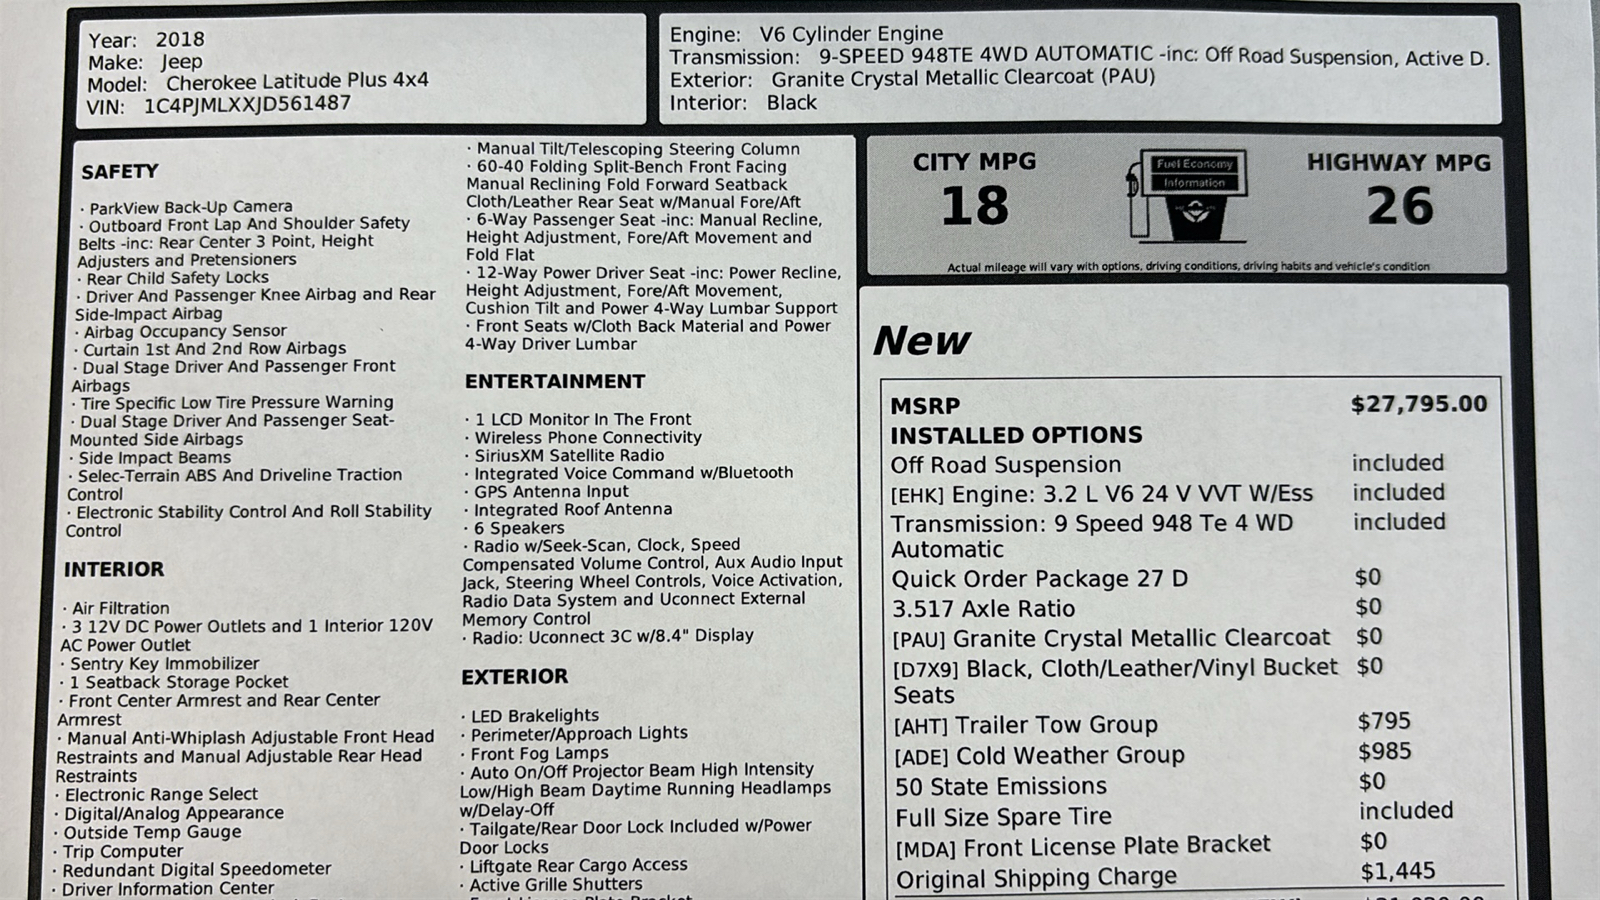 Year: 2018
Make: Jeep
Model: Cherokee Latitude Plus 4x4
VIN: 1C4PJMLXXJD561487
Engine: V6 Cylinder Engine
Transmission: 9-SPEED 948TE 4WD AUTOMATIC -inc: Off Road Suspension, Active D.
Exterior: Granite Crystal Metallic Clearcoat (PAU)
Interior: Black
SAFETY
· ParkView Back-Up Camera
· Outboard Front Lap And Shoulder Safety
Belts -inc: Rear Center 3 Point, Height
Adjusters and Pretensioners
· Rear Child Safety Locks
· Driver And Passenger Knee Airbag and Rear
Side-Impact Airbag
· Airbag Occupancy Sensor
· Curtain 1st And 2nd Row Airbags
· Dual Stage Driver And Passenger Front
Airbags
· Tire Specific Low Tire Pressure Warning
· Dual Stage Driver And Passenger Seat-
Mounted Side Airbags
· Side Impact Beams
· Selec-Terrain ABS And Driveline Traction
Control
· Electronic Stability Control And Roll Stability
Control
INTERIOR
· Air Filtration
· 3 12V DC Power Outlets and 1 Interior 120V
AC Power Outlet
· Sentry Key Immobilizer
· 1 Seatback Storage Pocket
· Front Center Armrest and Rear Center
Armrest
· Manual Anti-Whiplash Adjustable Front Head
Restraints and Manual Adjustable Rear Head
Restraints
· Electronic Range Select
· Digital/Analog Appearance
· Outside Temp Gauge
· Trip Computer
· Redundant Digital Speedometer
· Driver Information Center
· Manual Tilt/Telescoping Steering Column
· 60-40 Folding Split-Bench Front Facing
Manual Reclining Fold Forward Seatback
Cloth/Leather Rear Seat w/Manual Fore/Aft
· 6-Way Passenger Seat -inc: Manual Recline,
Height Adjustment, Fore/Aft Movement and
Fold Flat
· 12-Way Power Driver Seat -inc: Power Recline,
Height Adjustment, Fore/Aft Movement,
Cushion Tilt and Power 4-Way Lumbar Support
· Front Seats w/Cloth Back Material and Power
4-Way Driver Lumbar
ENTERTAINMENT
· 1 LCD Monitor In The Front
· Wireless Phone Connectivity
· SiriusXM Satellite Radio
· Integrated Voice Command w/Bluetooth
· GPS Antenna Input
· Integrated Roof Antenna
· 6 Speakers
· Radio w/Seek-Scan, Clock, Speed
Compensated Volume Control, Aux Audio Input
Jack, Steering Wheel Controls, Voice Activation,
Radio Data System and Uconnect External
Memory Control
· Radio: Uconnect 3C w/8.4" Display
EXTERIOR
· LED Brakelights
· Perimeter/Approach Lights
· Front Fog Lamps
· Auto On/Off Projector Beam High Intensity
Low/High Beam Daytime Running Headlamps
w/Delay-Off
· Tailgate/Rear Door Lock Included w/Power
Door Locks
· Liftgate Rear Cargo Access
· Active Grille Shutters
CITY MPG
18
Fuel Economy
Information
HIGHWAY MPG
26
Actual mileage will vary with options, driving conditions, driving habits and vehicle's condition
New
MSRP $27,795.00
INSTALLED OPTIONS
Off Road Suspension included
[EHK] Engine: 3.2 L V6 24 V VVT W/Ess included
Transmission: 9 Speed 948 Te 4 WD included
Automatic
Quick Order Package 27 D $0
3.517 Axle Ratio $0
[PAU] Granite Crystal Metallic Clearcoat $0
[D7X9] Black, Cloth/Leather/Vinyl Bucket $0
Seats
[AHT] Trailer Tow Group $795
[ADE] Cold Weather Group $985
50 State Emissions $0
Full Size Spare Tire included
[MDA] Front License Plate Bracket $0
Original Shipping Charge $1,445